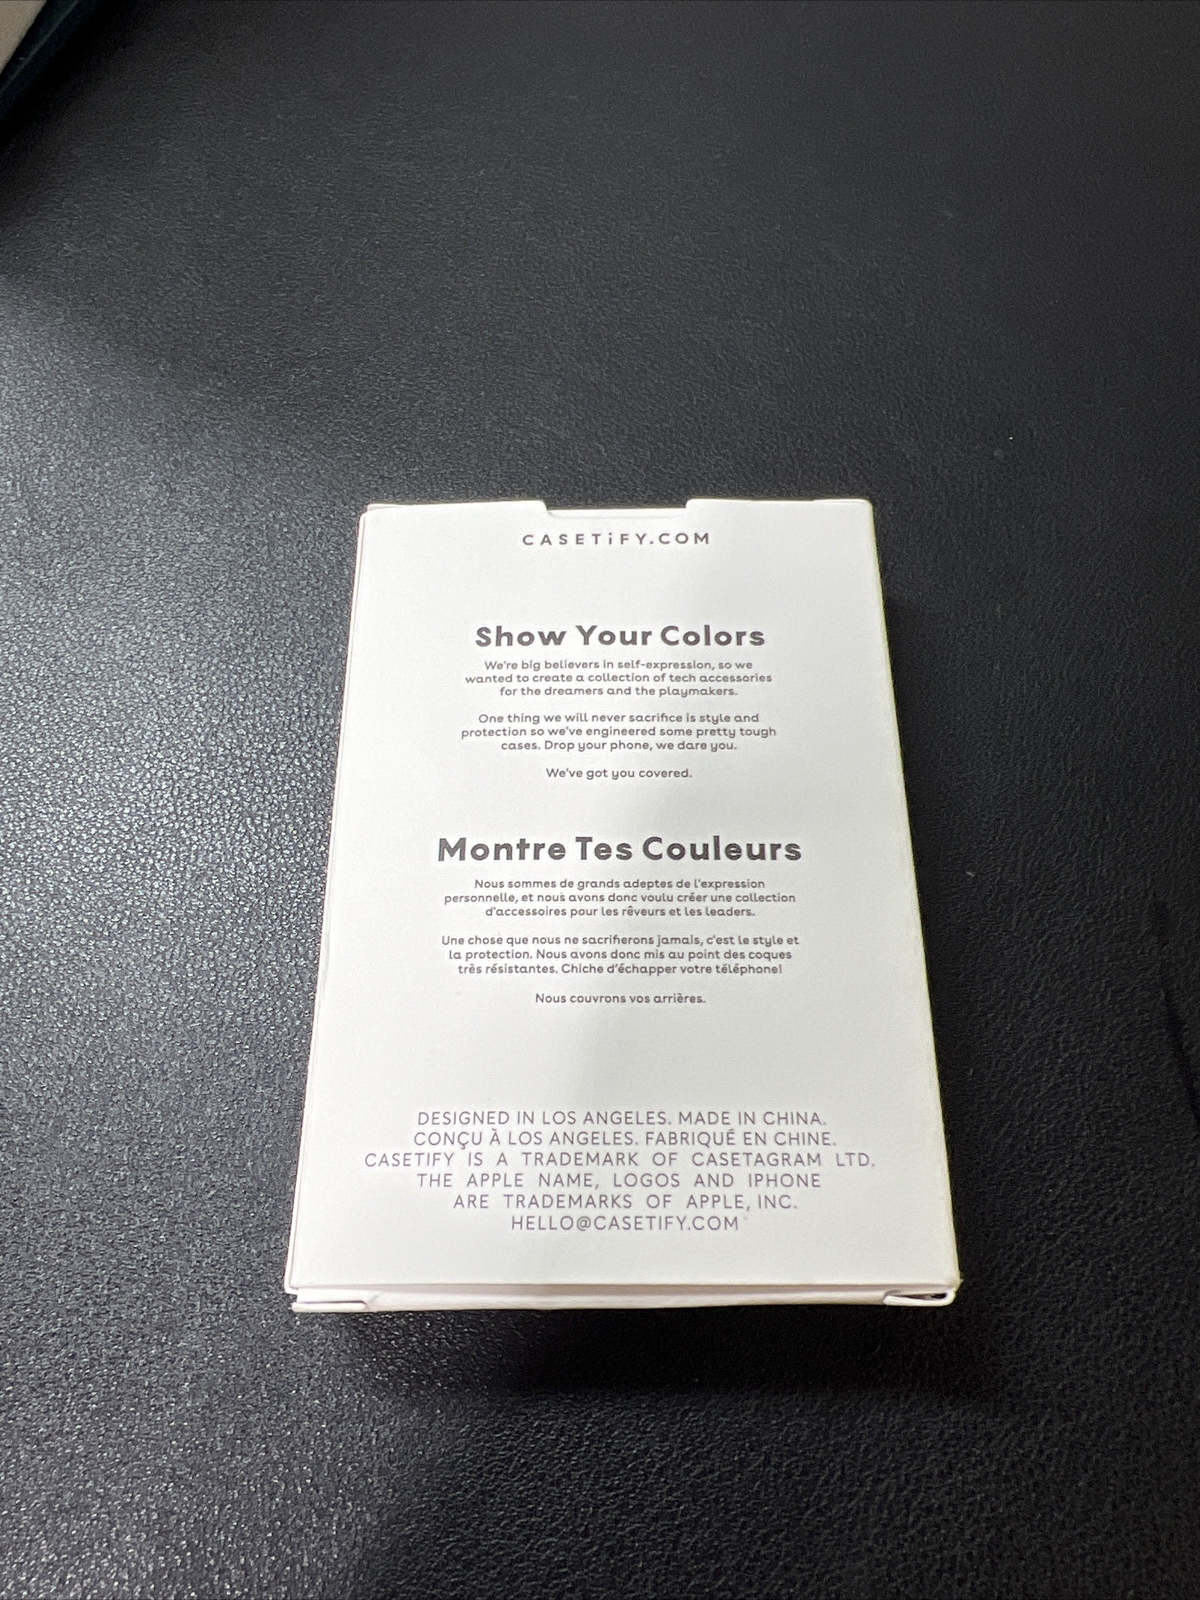 CASETiFY.COM
Show Your Colors
We're big believers in self-expression, so we
wanted to create a collection of tech accessories
for the dreamers and the playmakers.
One thing we will never sacrifice is style and
protection so we've engineered some pretty tough
cases. Drop your phone, we dare you.
We've got you covered.
Montre Tes Couleurs
Nous sommes de grands adeptes de l'expression
personnelle, et nous avons donc voulu créer une collection
d'accessoires pour les rêveurs et les leaders.
Une chose que nous ne sacrifierons jamais, c'est le style et
la protection. Nous avons donc mis au point des coques
très résistantes. Chiche d'échapper votre téléphone!
Nous couvrons vos arrières.
DESIGNED IN LOS ANGELES. MADE IN CHINA.
CONÇU À LOS ANGELES. FABRIQUÉ EN CHINE.
CASETIFY IS A TRADEMARK OF CASETAGRAM LTD.
THE APPLE NAME, LOGOS AND IPHONE
ARE TRADEMARKS OF APPLE, INC.
HELLO@CASETIFY.COM